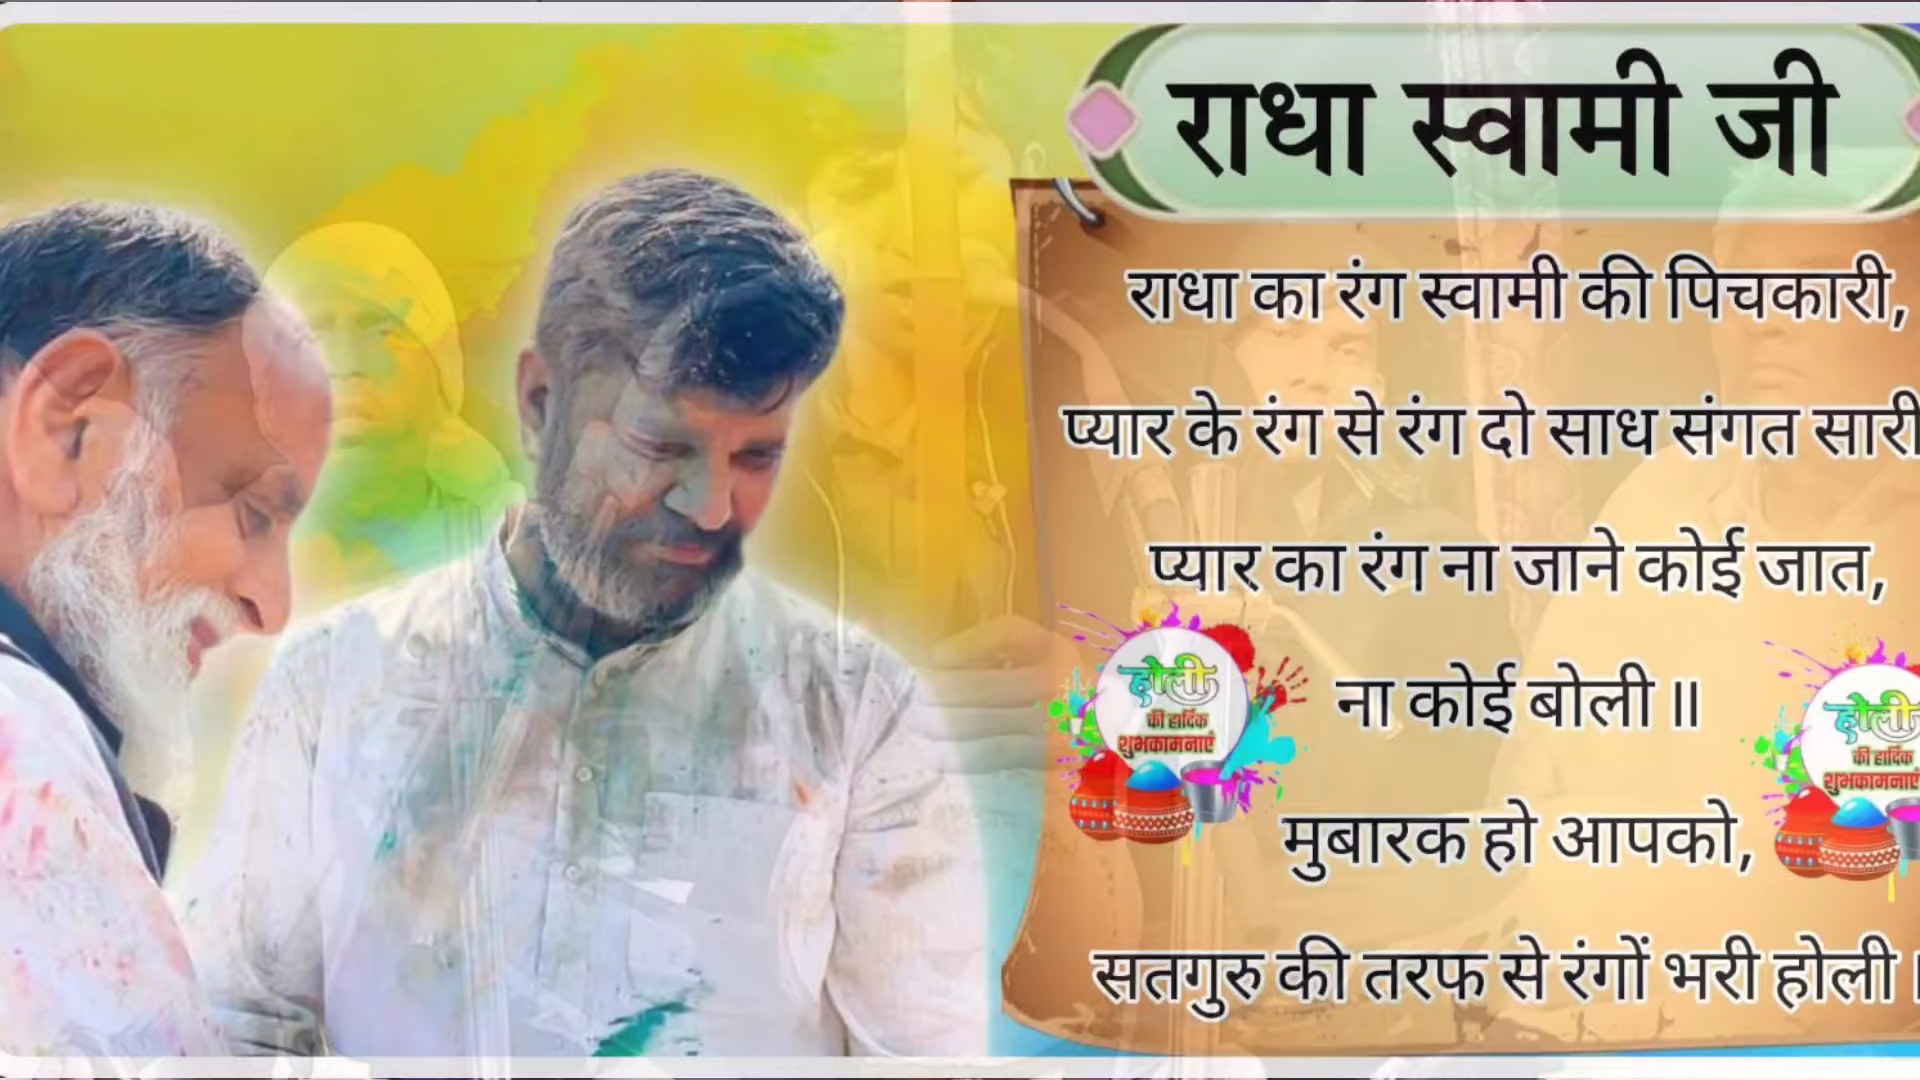 राधा स्वामी जी
राधा का रंग स्वामी की पिचकारी,
प्यार के रंग से रंग दो साध संगत सारी
प्यार का रंग ना जाने कोई जात,
ना कोई बोली ॥
मुबारक हो आपको,
सतगुरु की तरफ से रंगों भरी होली ।
होली
की हार्दिक
शुभकामनाएं
होली
की हार्दिक
शुभकामनाएं